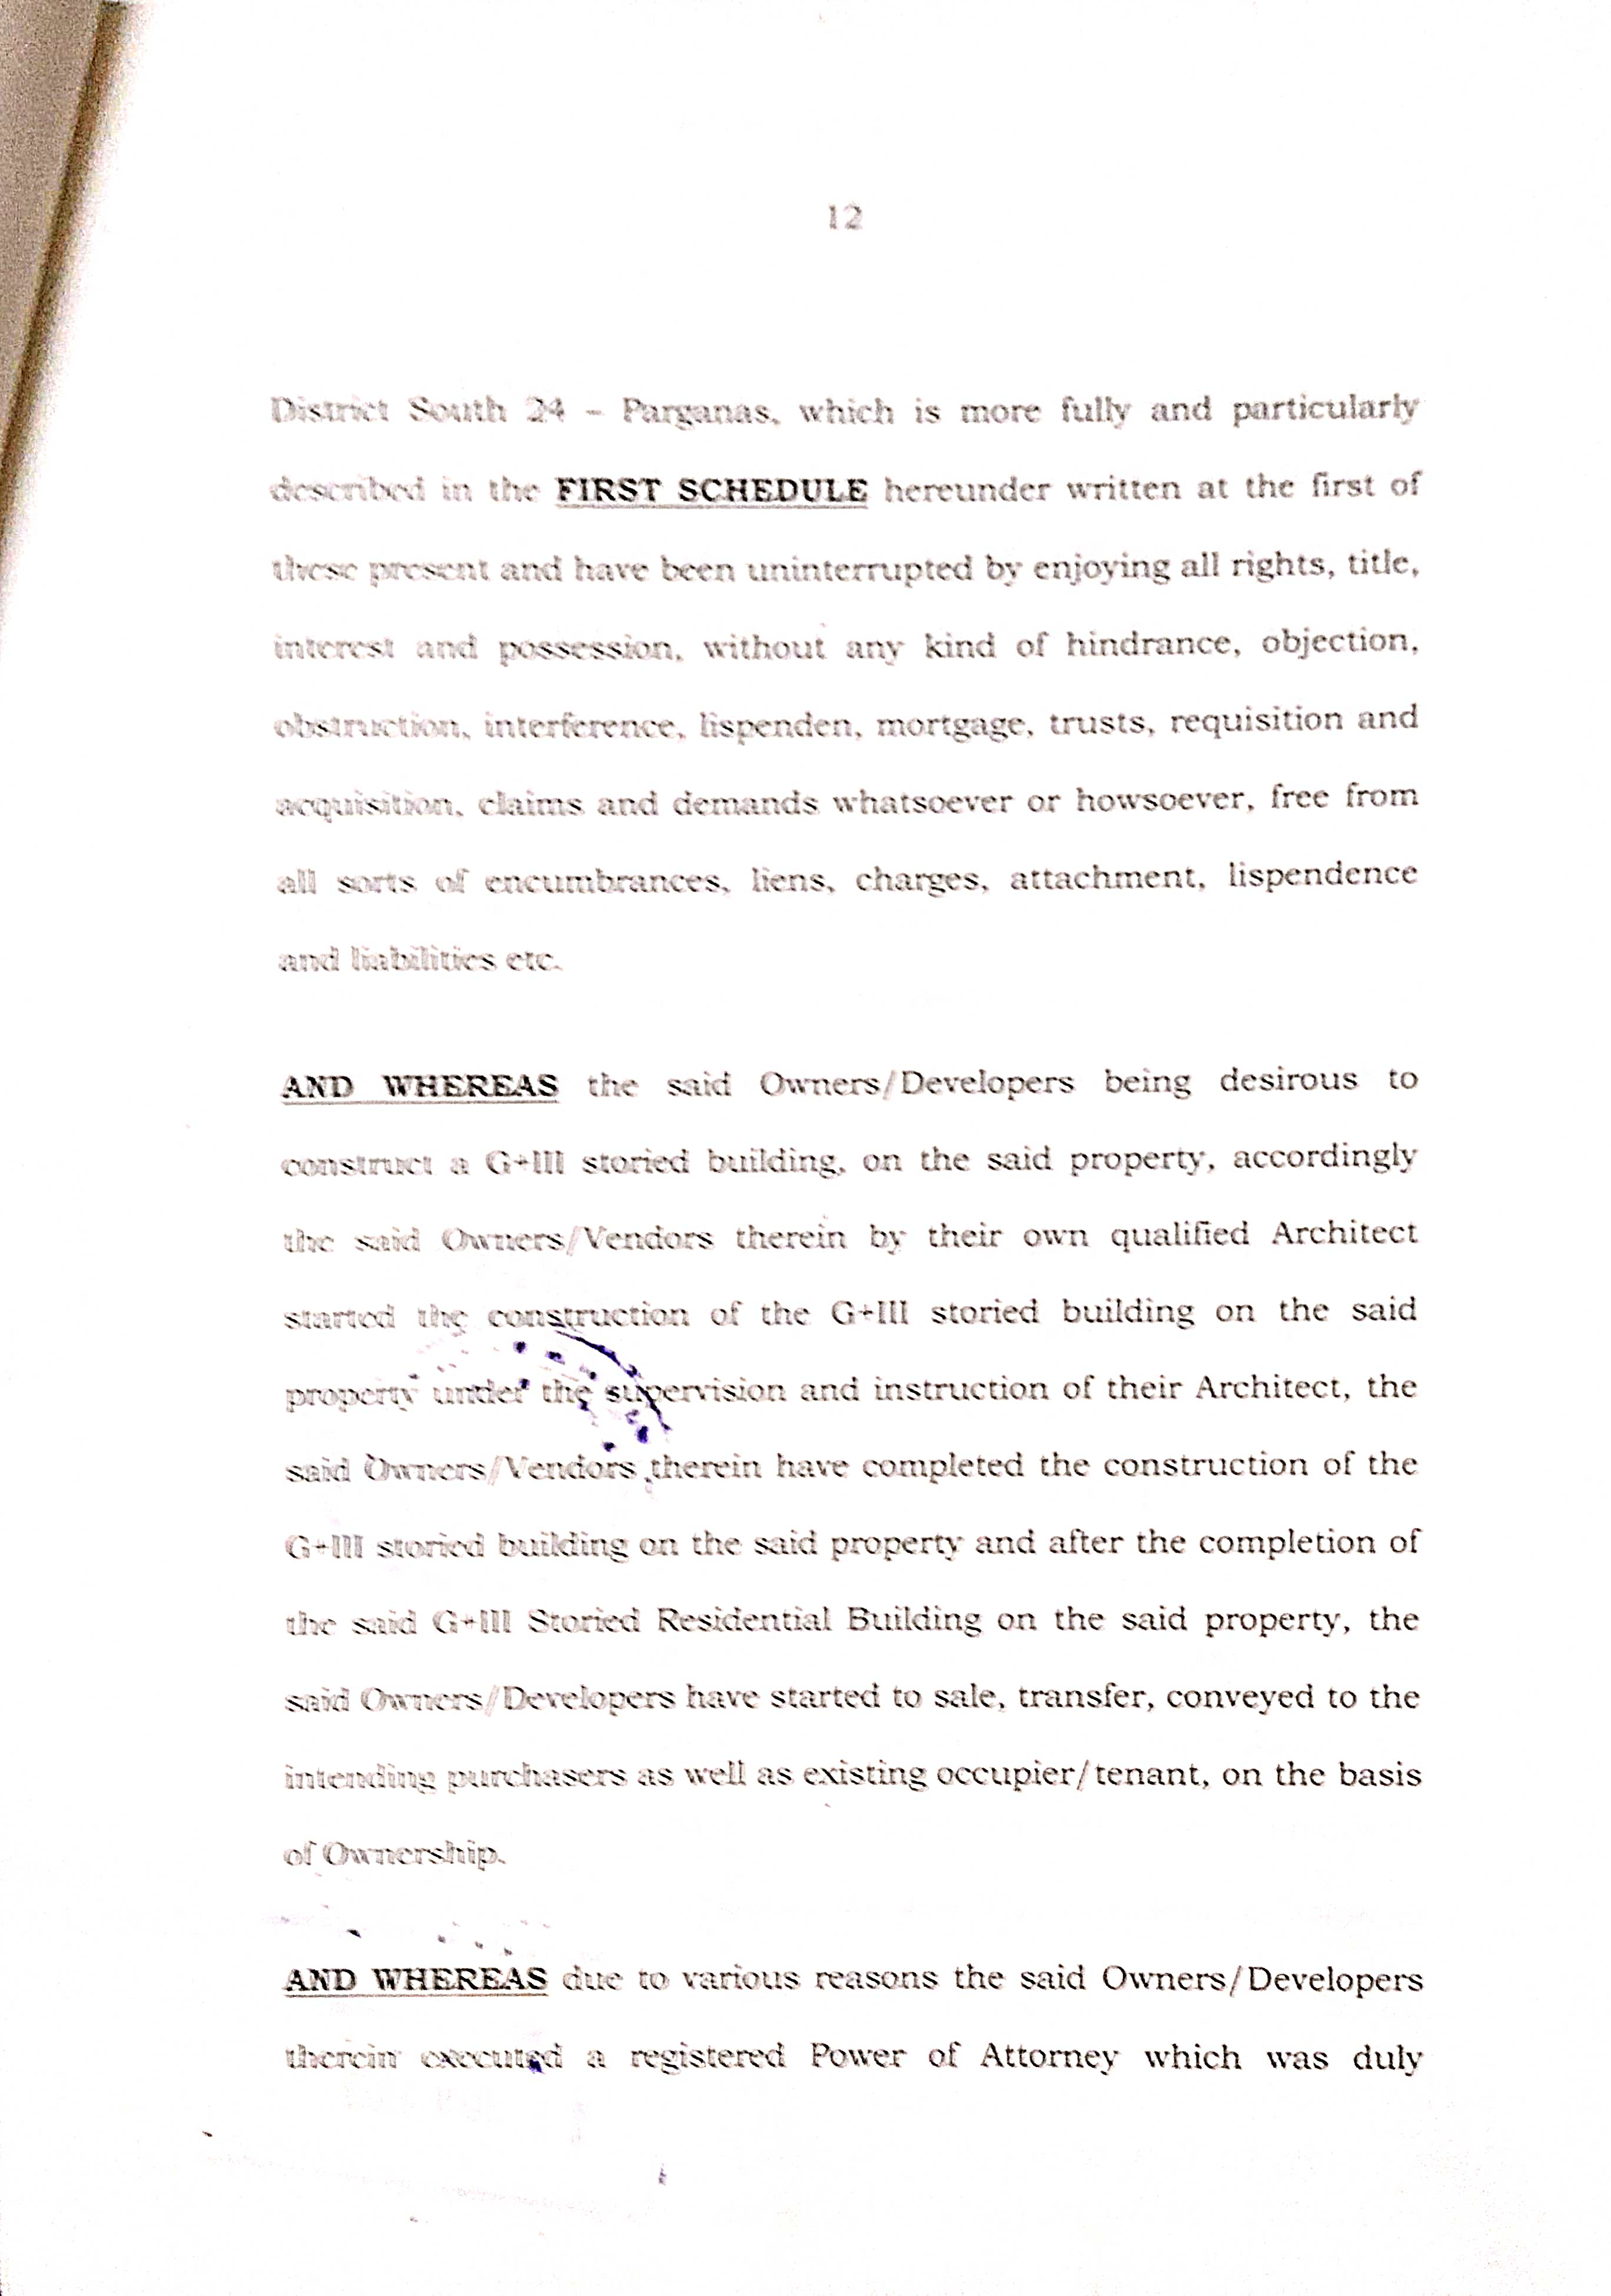 12
District South 24 – Parganas, which is more fully and particularly
described in the FIRST SCHEDULE hereunder written at the first of
these present and have been uninterrupted by enjoying all rights, title,
interest and possession, without any kind of hindrance, objection,
obstruction, interference, lispenden, mortgage, trusts, requisition and
acquisition, claims and demands whatsoever or howsoever, free from
all sorts of encumbrances, liens, charges, attachment, lispendence
and liabilities etc.
AND WHEREAS the said Owners/Developers being desirous to
construct a G+III storied building, on the said property, accordingly
the said Owners/Vendors therein by their own qualified Architect
started the construction of the G+III storied building on the said
property under the supervision and instruction of their Architect, the
said Owners/Vendors therein have completed the construction of the
G+III storied building on the said property and after the completion of
the said G+III Storied Residential Building on the said property, the
said Owners/Developers have started to sale, transfer, conveyed to the
intending purchasers as well as existing occupier/tenant, on the basis
of Ownership.
AND WHEREAS due to various reasons the said Owners/Developers
therein executed a registered Power of Attorney which was duly